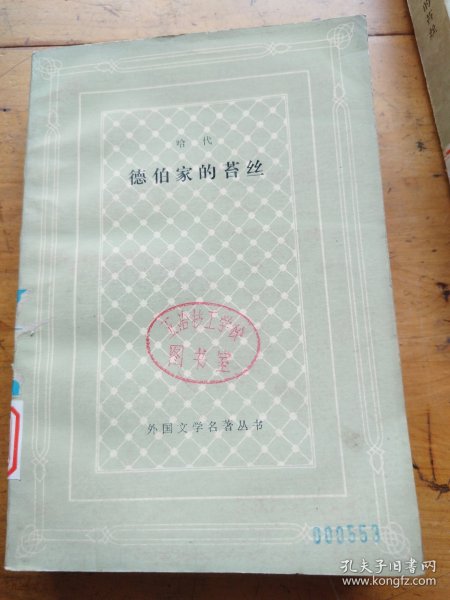 哈代
德伯家的苔丝
图书室
外国文学名著丛书
000553
孔夫子旧书网
www.kongfz.com